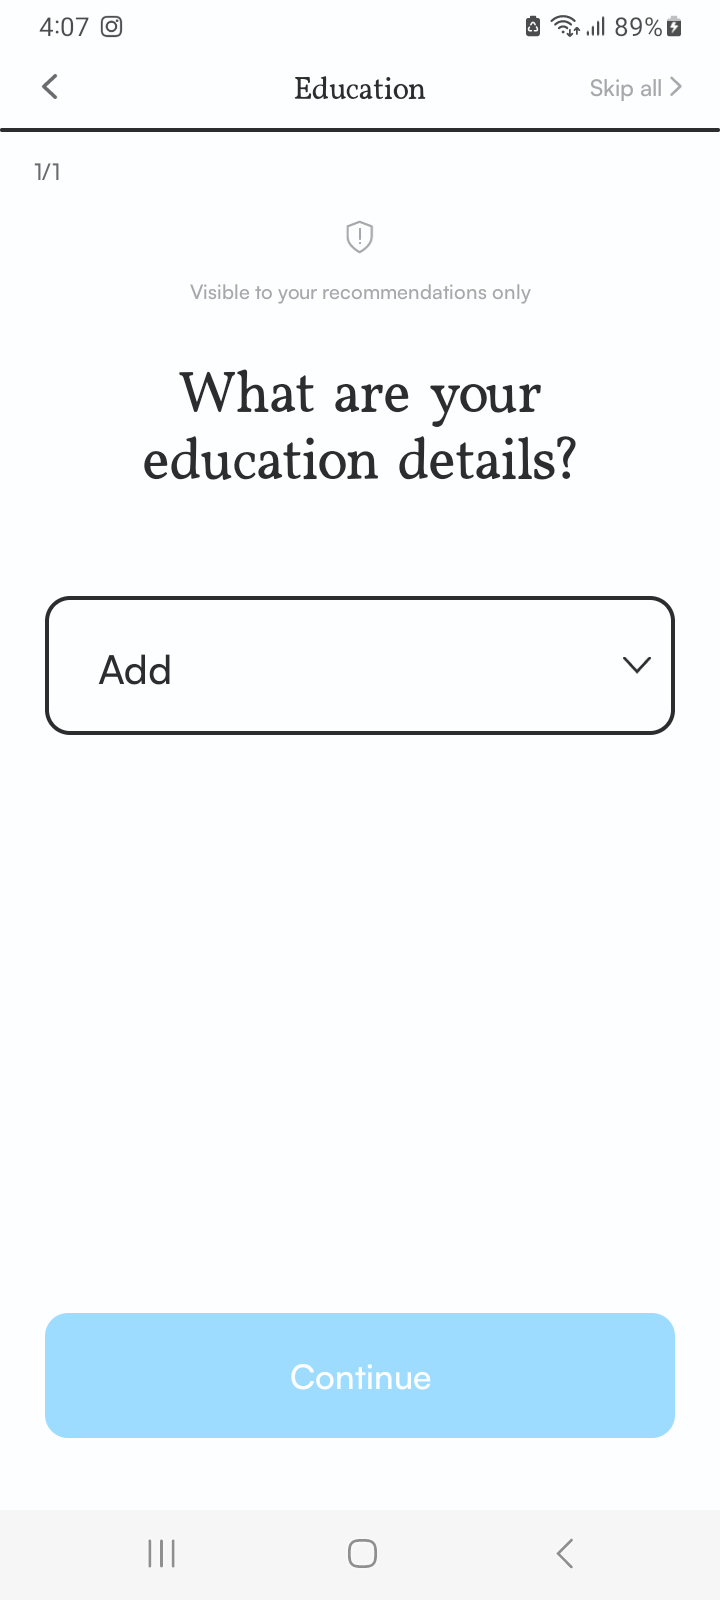 4:07 89%
Education Skip all
1/1
Visible to your recommendations only
What are your
education details?
Add
Continue